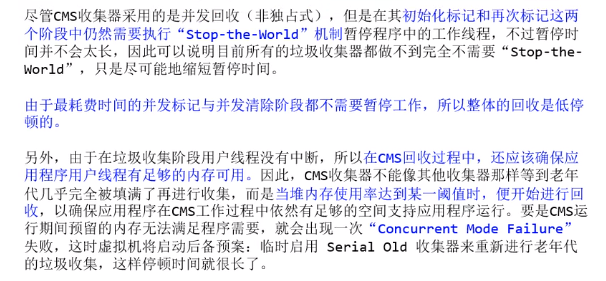 尽管CMS收集器采用的是并发回收（非独占式），但是在其初始化标记和再次标记这两
个阶段中仍然需要执行“Stop-the-World”机制暂停程序中的工作线程，不过暂停时
间并不会太长，因此可以说明目前所有的垃圾收集器都做不到完全不需要“Stop-the-
World”，只是尽可能地缩短暂停时间。
由于最耗费时间的并发标记与并发清除阶段都不需要暂停工作，所以整体的回收是低停
顿的。
另外，由于在垃圾收集阶段用户线程没有中断，所以在CMS回收过程中，还应该确保应
用程序用户线程有足够的内存可用。因此，CMS收集器不能像其他收集器那样等到老年
代几乎完全被填满了再进行收集，而是当堆内存使用率达到某一阈值时，便开始进行回
收，以确保应用程序在CMS工作过程中依然有足够的空间支持应用程序运行。要是CMS运
行期间预留的内存无法满足程序需要，就会出现一次“Concurrent Mode Failure”
失败，这时虚拟机将启动后备预案：临时启用 Serial Old 收集器来重新进行老年代
的垃圾收集，这样停顿时间就很长了。